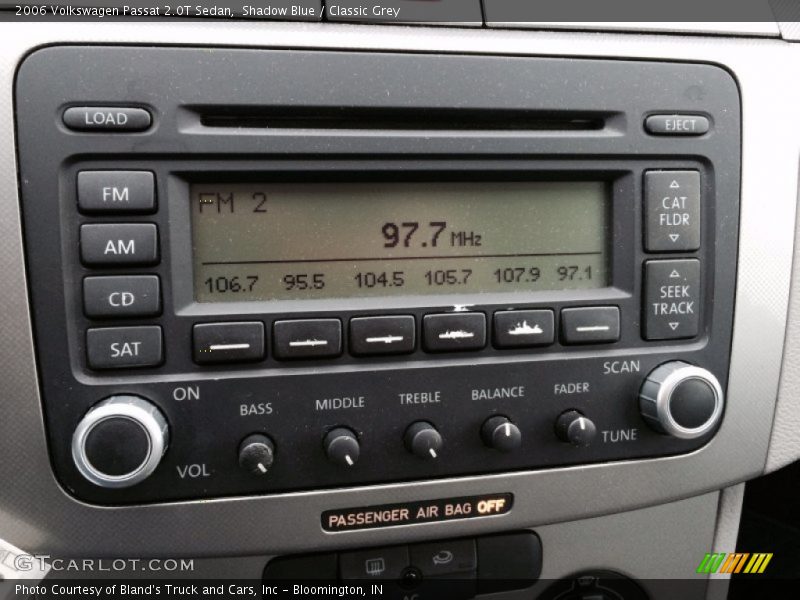 2006 Volkswagen Passat 2.0T Sedan, Shadow Blue / Classic Grey
LOAD
EJECT
FM
AM
CD
SAT
FM 2
97.7 MHz
106.7 95.5 104.5 105.7 107.9 97.1
CAT
FLDR
SEEK
TRACK
ON
VOL
BASS MIDDLE TREBLE BALANCE FADER
SCAN
TUNE
PASSENGER AIR BAG OFF
AC
GTCARLOT.COM
Photo Courtesy of Bland's Truck and Cars, Inc - Bloomington, IN